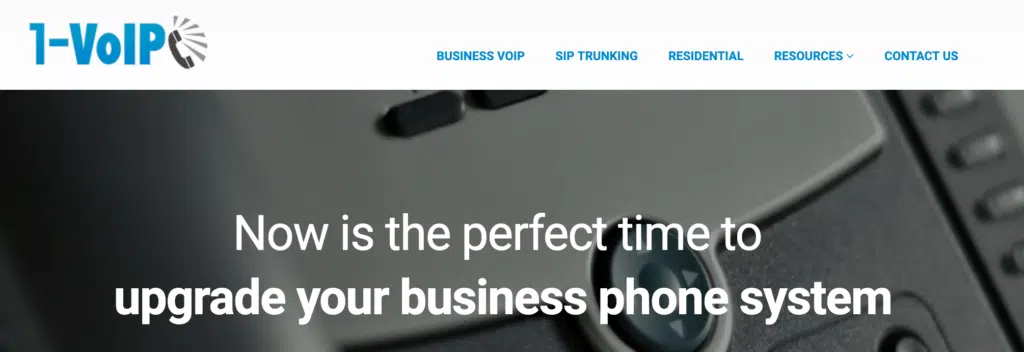 1-VoIP
BUSINESS VOIP SIP TRUNKING RESIDENTIAL RESOURCES CONTACT US
Now is the perfect time to
upgrade your business phone system